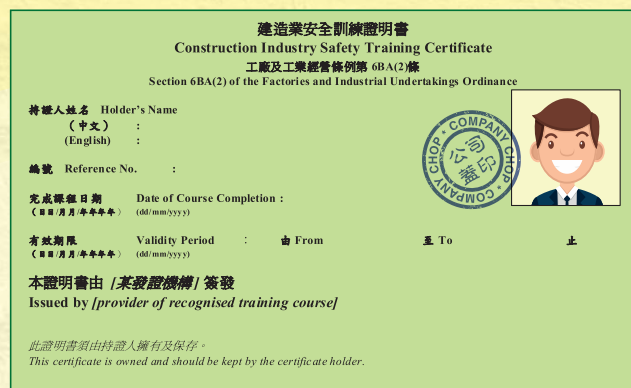 建造業安全訓練證明書
Construction Industry Safety Training Certificate
工廠及工業經營條例第 6BA(2)條
Section 6BA(2) of the Factories and Industrial Undertakings Ordinance
持證人姓名 Holder's Name
（中文） :
(English) :
COMPANY CHOP * COMPANY CHOP *
公司
蓋印
編號 Reference No. :
完成課程日期 Date of Course Completion :
（日日/月月/年年年年） (dd/mm/yyyy)
有效期限 Validity Period : 由 From 至 To 止
（日日/月月/年年年年） (dd/mm/yyyy)
本證明書由 [某發證機構] 簽發
Issued by [provider of recognised training course]
此證明書須由持證人擁有及保存。
This certificate is owned and should be kept by the certificate holder.